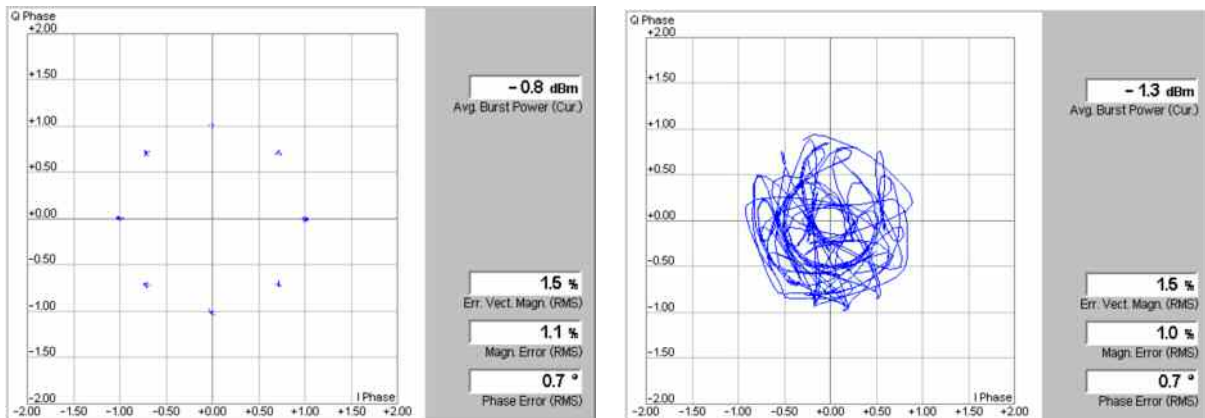 Q Phase
+2.00
+1.50
+1.00
+0.50
+0.00
−0.50
−1.00
−1.50
−2.00
I Phase
−2.00 −1.50 −1.00 −0.50 +0.00 +0.50 +1.00 +1.50 +2.00
− 0.8 dBm
Avg. Burst Power (Cur.)
1.5 %
Err. Vect. Magn. (RMS)
1.1 %
Magn. Error (RMS)
0.7 °
Phase Error (RMS)
Q Phase
+2.00
+1.50
+1.00
+0.50
+0.00
−0.50
−1.00
−1.50
−2.00
I Phase
−2.00 −1.50 −1.00 −0.50 +0.00 +0.50 +1.00 +1.50 +2.00
− 1.3 dBm
Avg. Burst Power (Cur.)
1.5 %
Err. Vect. Magn. (RMS)
1.0 %
Magn. Error (RMS)
0.7 °
Phase Error (RMS)